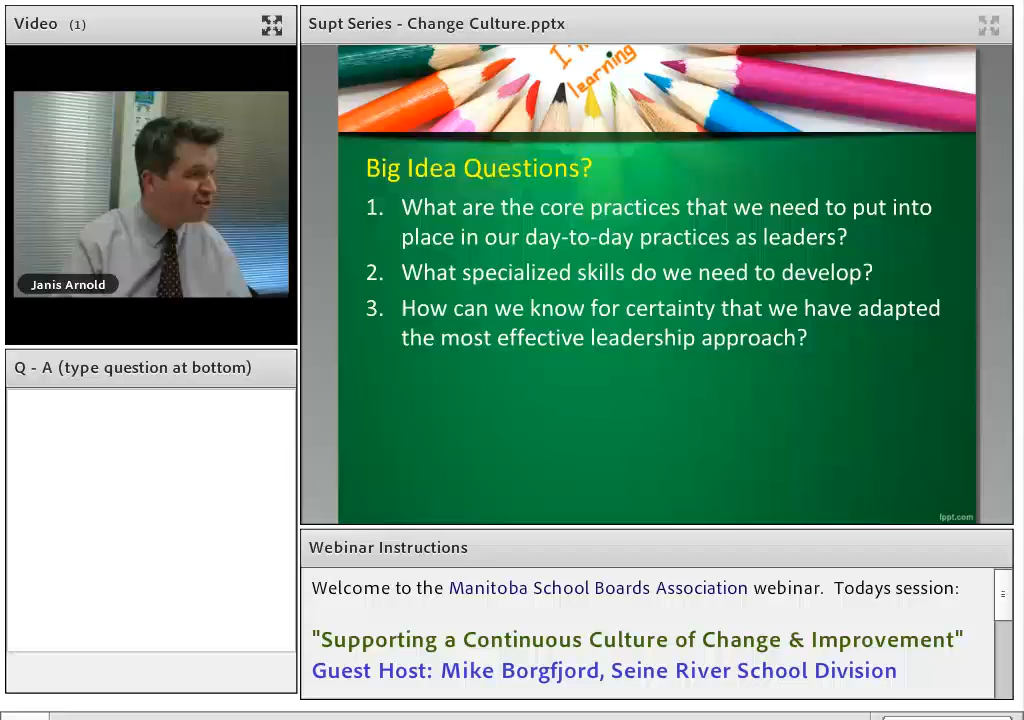 Video (1)
Janis Arnold
Q - A (type question at bottom)
Supt Series - Change Culture.pptx
I'm
learning
Big Idea Questions?
1. What are the core practices that we need to put into
place in our day-to-day practices as leaders?
2. What specialized skills do we need to develop?
3. How can we know for certainty that we have adapted
the most effective leadership approach?
fppt.com
Webinar Instructions
Welcome to the Manitoba School Boards Association webinar. Todays session:
"Supporting a Continuous Culture of Change & Improvement"
Guest Host: Mike Borgfjord, Seine River School Division